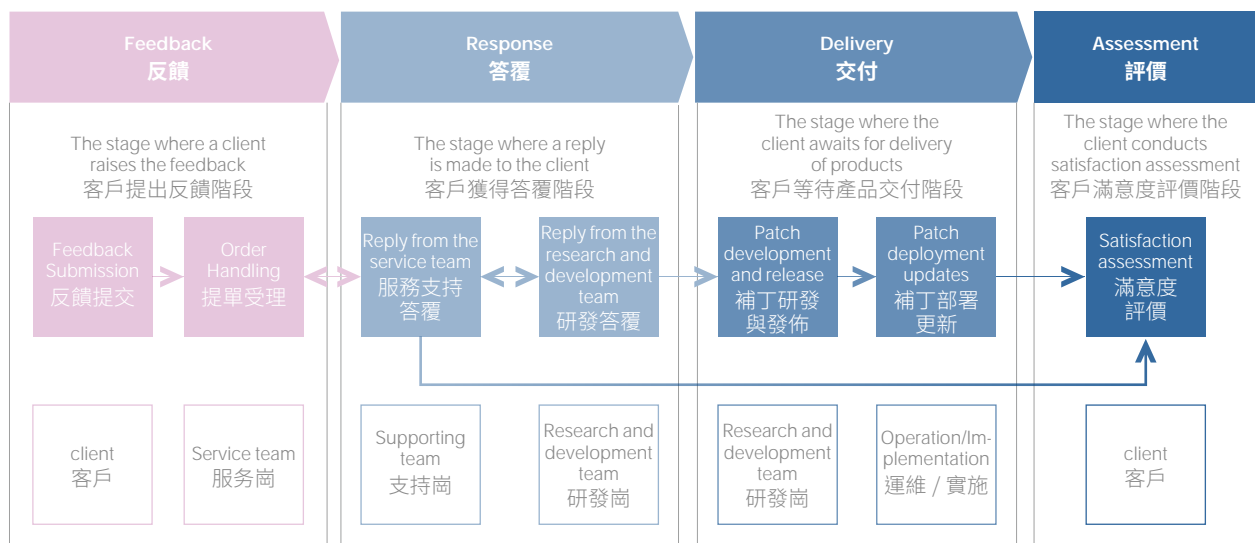 Feedback
反饋
Response
答覆
Delivery
交付
Assessment
評價
The stage where a client
raises the feedback
客戶提出反饋階段
The stage where a reply
is made to the client
客戶獲得答覆階段
The stage where the
client awaits for delivery
of products
客戶等待產品交付階段
The stage where the
client conducts
satisfaction assessment
客戶滿意度評價階段
Feedback
Submission
反饋提交
Order
Handling
提單受理
Reply from the
service team
服務支持
答覆
Reply from the
research and
development
team
研發答覆
Patch
development
and release
補丁研發
與發佈
Patch
deployment
updates
補丁部署
更新
Satisfaction
assessment
滿意度
評價
client
客戶
Service team
服务崗
Supporting
team
支持崗
Research and
development
team
研發崗
Research and
development
team
研發崗
Operation/Im-
plementation
運維 / 實施
client
客戶